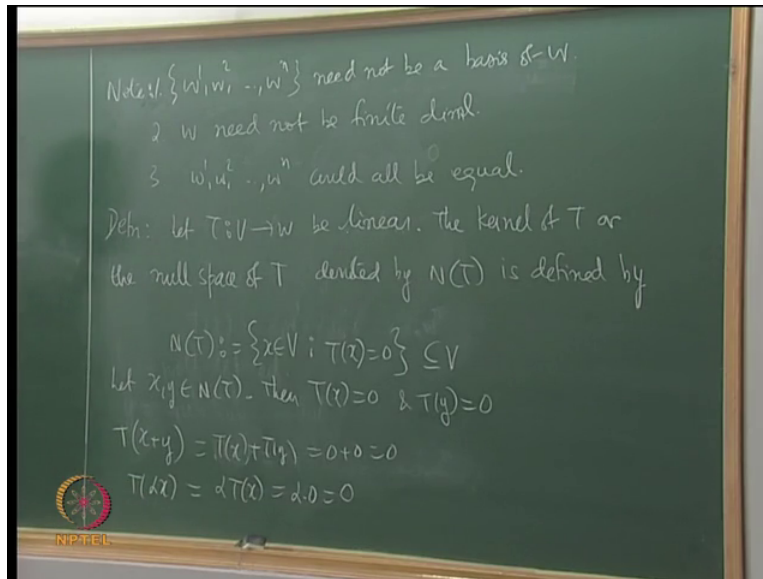 Note: 1. {w¹, w², .., wⁿ} need not be a basis of W.
2. W need not be finite diml.
3 w¹, w², .., wⁿ could all be equal.
Defn: Let T: V → W be linear. The kernel of T or
the null space of T denoted by N(T) is defined by
N(T) := {x ∈ V : T(x) = 0} ⊆ V
Let x, y ∈ N(T). Then T(x) = 0 & T(y) = 0
T(x+y) = T(x) + T(y) = 0 + 0 = 0
T(αx) = αT(x) = α.0 = 0
NPTEL